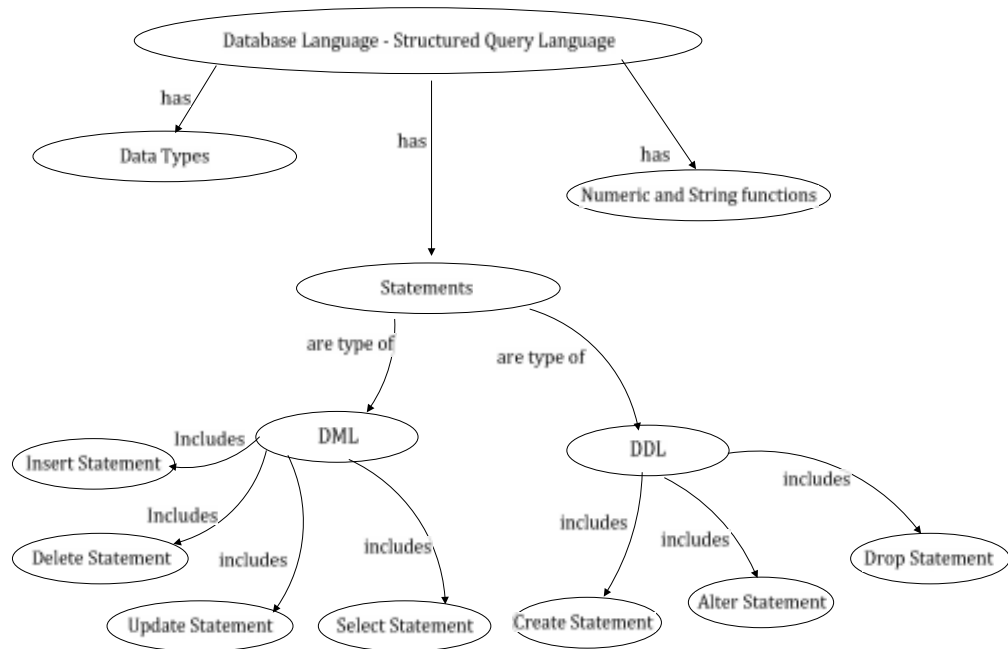 Database Language - Structured Query Language
has
has
has
Data Types
Numeric and String functions
Statements
are type of
are type of
DML
DDL
Includes
Insert Statement
includes
Includes
includes
includes
includes
includes
Delete Statement
Drop Statement
Update Statement
Select Statement
Create Statement
Alter Statement